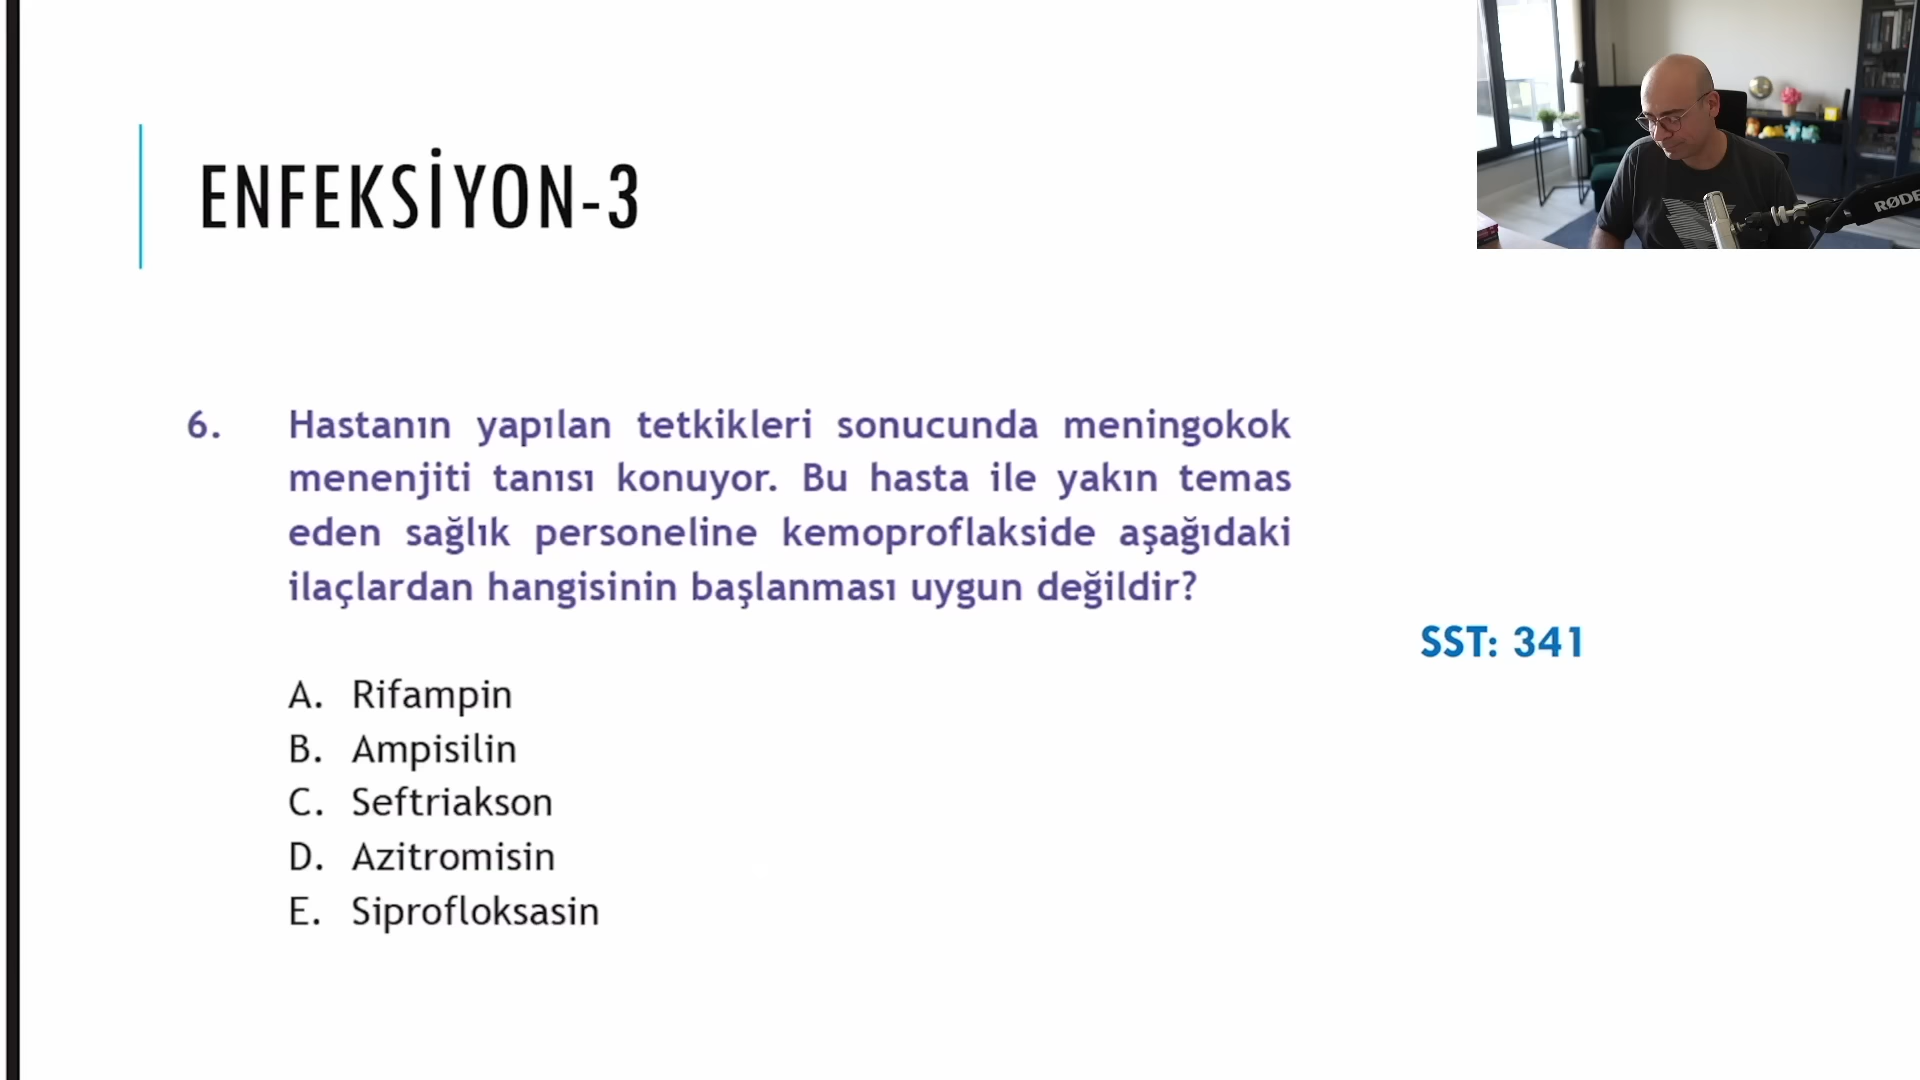 ENFEKSİYON-3
RØDE
6. Hastanın yapılan tetkikleri sonucunda meningokok
menenjiti tanısı konuyor. Bu hasta ile yakın temas
eden sağlık personeline kemoproflakside aşağıdaki
ilaçlardan hangisinin başlanması uygun değildir?
SST: 341
A. Rifampin
B. Ampisilin
C. Seftriakson
D. Azitromisin
E. Siprofloksasin